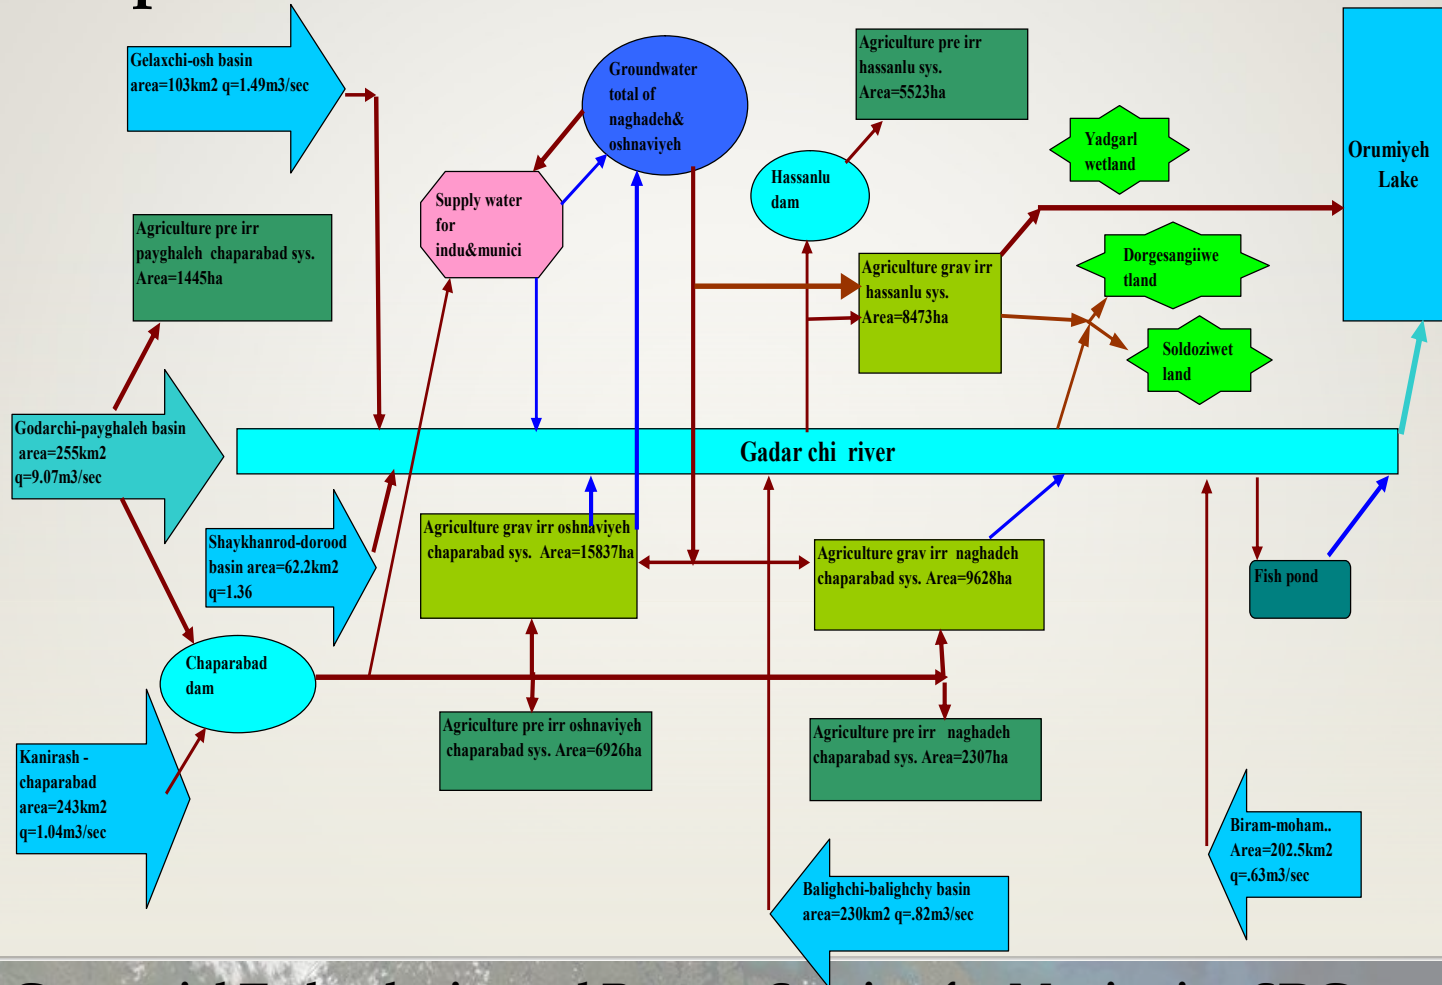 Gelaxchi-osh basin
area=103km2 q=1.49m3/sec
Groundwater
total of
naghadeh&
oshnaviyeh
Agriculture pre irr
hassanlu sys.
Area=5523ha
Yadgarl
wetland
Orumiyeh
Lake
Hassanlu
dam
Supply water
for
indu&munici
Agriculture pre irr
payghaleh chaparabad sys.
Area=1445ha
Agriculture grav irr
hassanlu sys.
Area=8473ha
Dorgesangiiwe
tland
Soldoziwet
land
Godarchi-payghaleh basin
area=255km2
q=9.07m3/sec
Gadar chi river
Shaykhanrod-dorood
basin area=62.2km2
q=1.36
Agriculture grav irr oshnaviyeh
chaparabad sys. Area=15837ha
Agriculture grav irr naghadeh
chaparabad sys. Area=9628ha
Fish pond
Chaparabad
dam
Agriculture pre irr oshnaviyeh
chaparabad sys. Area=6926ha
Agriculture pre irr naghadeh
chaparabad sys. Area=2307ha
Kanirash -
chaparabad
area=243km2
q=1.04m3/sec
Biram-moham..
Area=202.5km2
q=.63m3/sec
Balighchi-balighchy basin
area=230km2 q=.82m3/sec